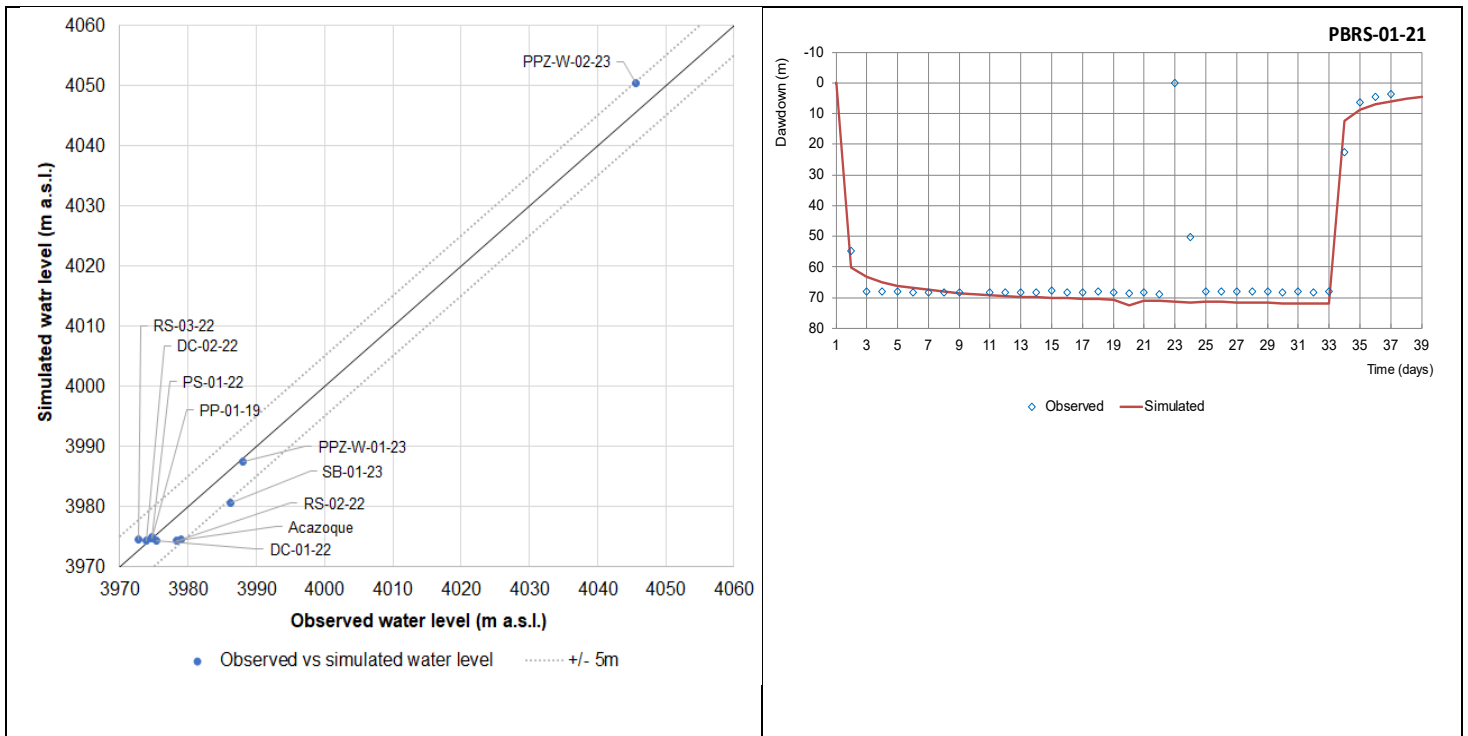 4060
4050
4040
4030
4020
4010
4000
3990
3980
3970
Simulated watr level (m a.s.l.)
PPZ-W-02-23
RS-03-22
DC-02-22
PS-01-22
PP-01-19
PPZ-W-01-23
SB-01-23
RS-02-22
Acazoque
DC-01-22
3970 3980 3990 4000 4010 4020 4030 4040 4050 4060
Observed water level (m a.s.l.)
Observed vs simulated water level +/- 5m
PBRS-01-21
Dawdown (m)
-10
0
10
20
30
40
50
60
70
80
1 3 5 7 9 11 13 15 17 19 21 23 25 27 29 31 33 35 37 39
Time (days)
Observed Simulated